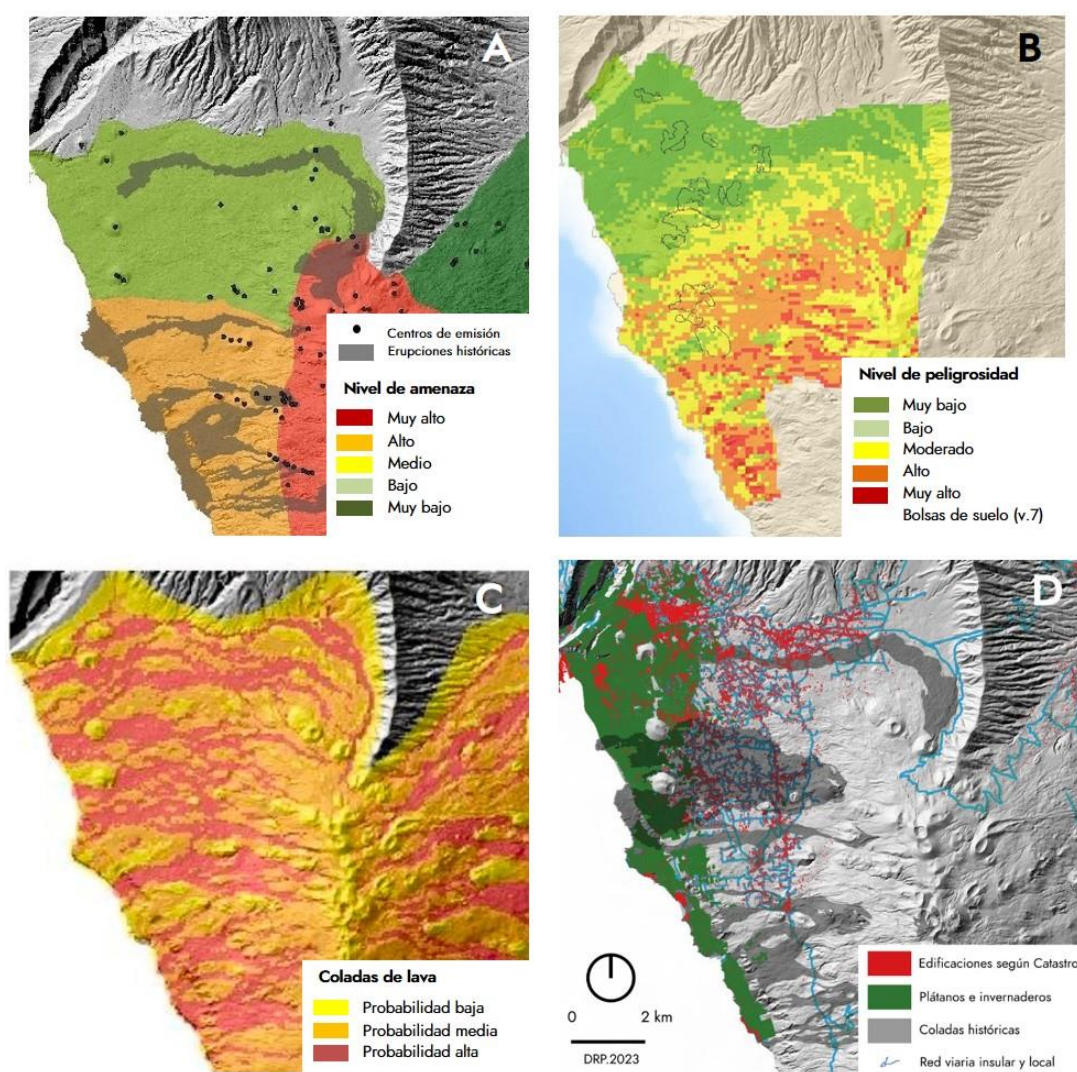 A
Centros de emisión
Erupciones históricas
Nivel de amenaza
Muy alto
Alto
Medio
Bajo
Muy bajo
B
Nivel de peligrosidad
Muy bajo
Bajo
Moderado
Alto
Muy alto
Bolsas de suelo (v.7)
C
Coladas de lava
Probabilidad baja
Probabilidad media
Probabilidad alta
D
0 2 km
DRP.2023
Edificaciones según Catastro
Plátanos e invernaderos
Coladas históricas
Red viaria insular y local